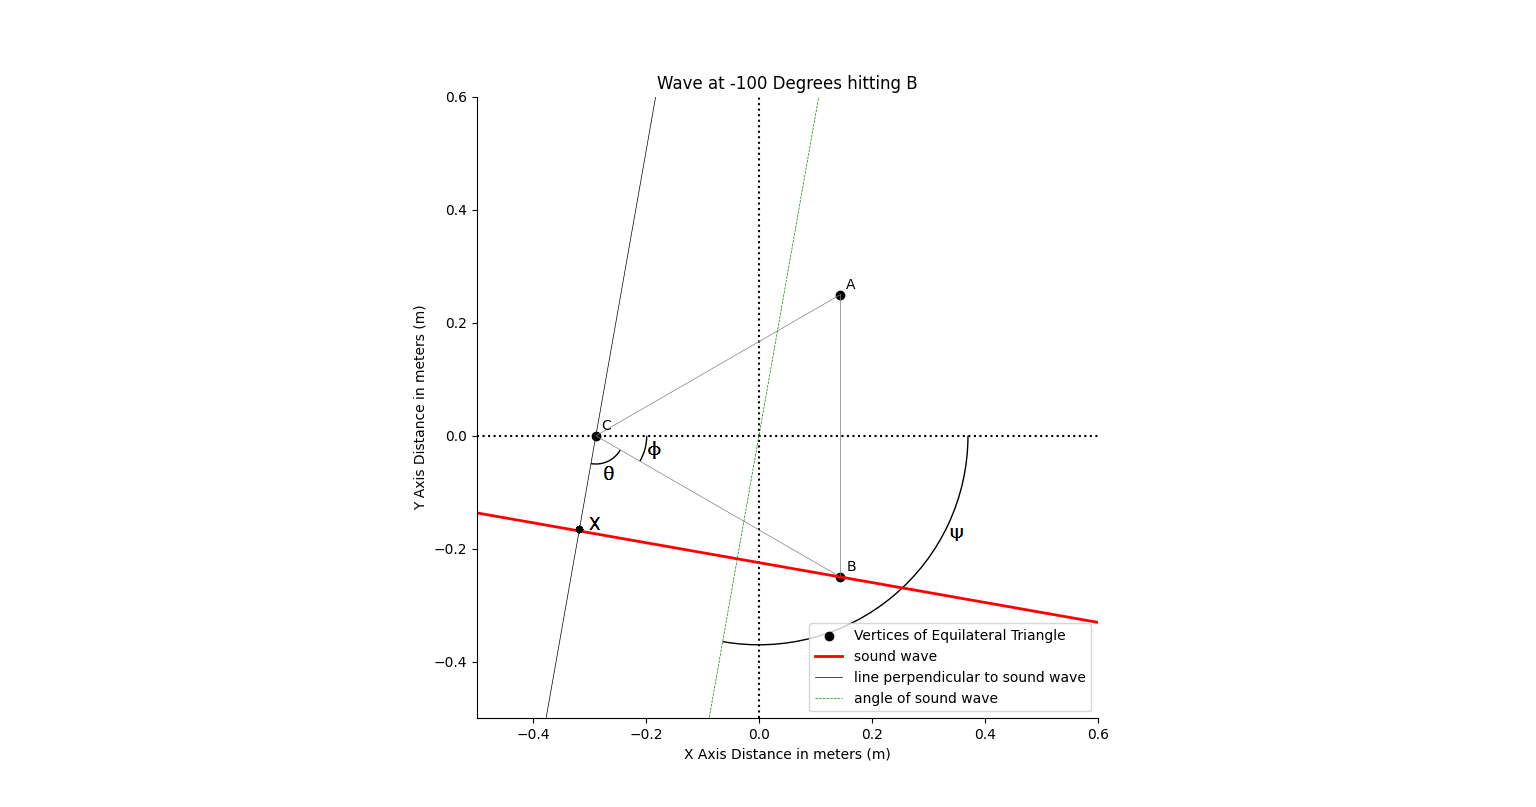 Wave at -100 Degrees hitting B
0.6
0.4
0.2
0.0
−0.2
−0.4
Y Axis Distance in meters (m)
A
C
ϕ
θ
X
B
ψ
Vertices of Equilateral Triangle
sound wave
line perpendicular to sound wave
angle of sound wave
−0.4 −0.2 0.0 0.2 0.4 0.6
X Axis Distance in meters (m)